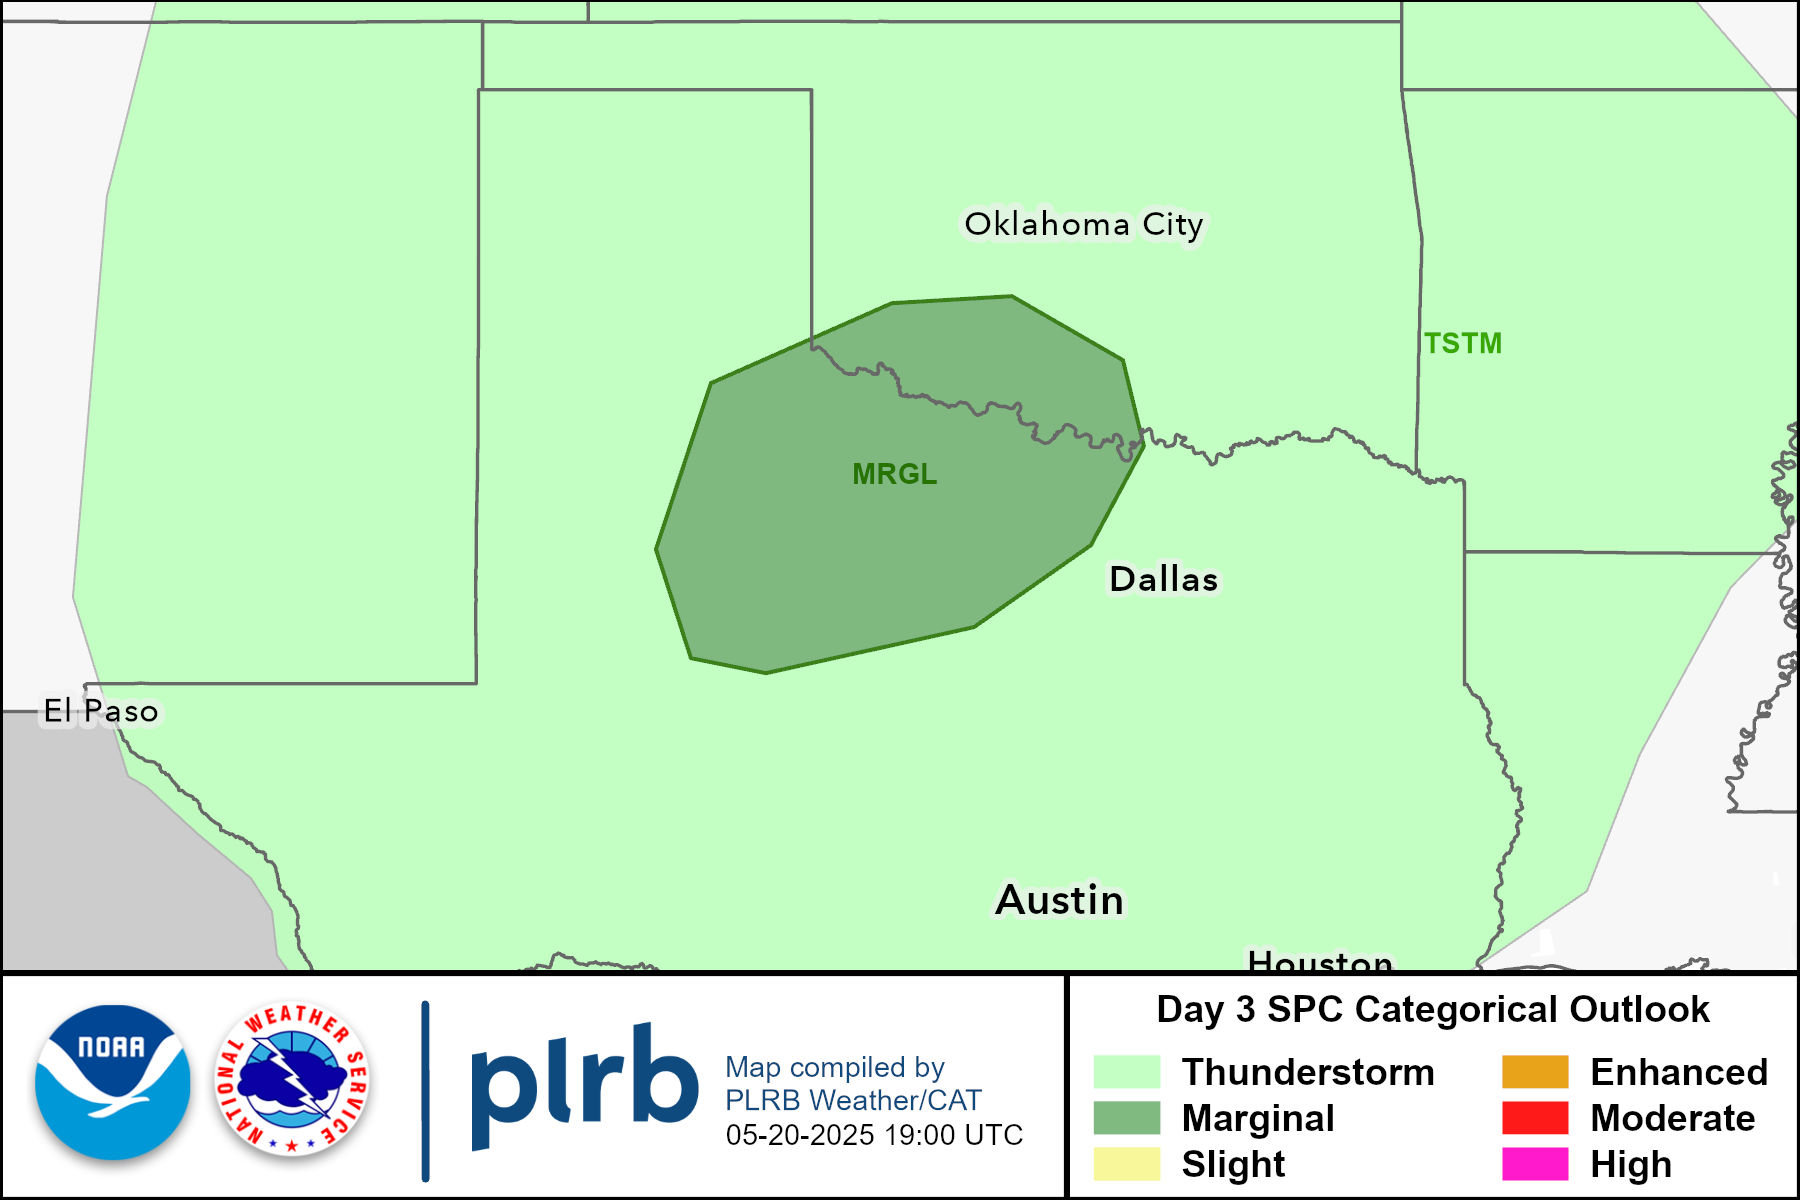 Oklahoma City
TSTM
MRGL
Dallas
El Paso
Austin
Houston
NOAA
NATIONAL WEATHER SERVICE
plrb
Map compiled by
PLRB Weather/CAT
05-20-2025 19:00 UTC
Day 3 SPC Categorical Outlook
Thunderstorm
Enhanced
Marginal
Moderate
Slight
High